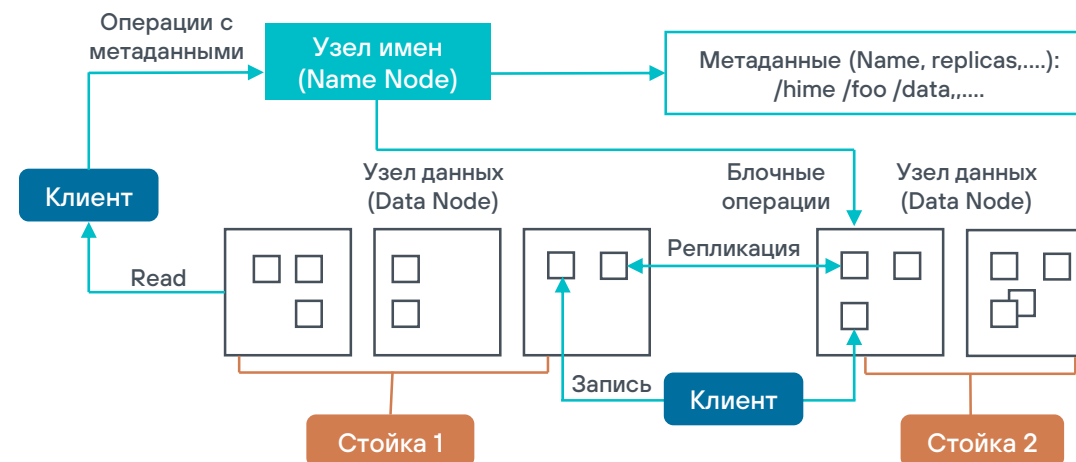 Операции с
метаданными
Узел имен
(Name Node)
Метаданные (Name, replicas,....):
/hime /foo /data,,....
Клиент
Узел данных
(Data Node)
Блочные
операции
Узел данных
(Data Node)
Read
Репликация
Запись
Клиент
Стойка 1
Стойка 2